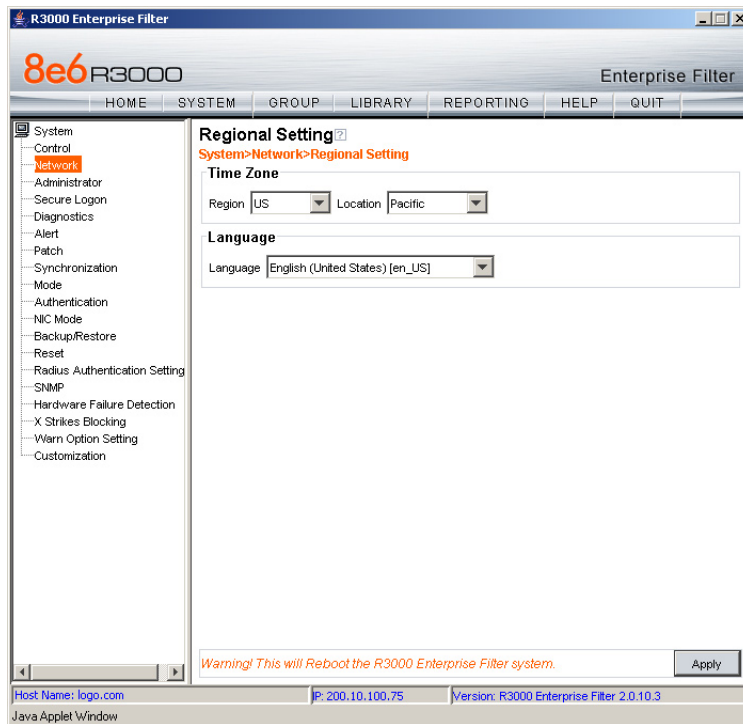 R3000 Enterprise Filter
8e6 R3000
Enterprise Filter
HOME SYSTEM GROUP LIBRARY REPORTING HELP QUIT
System
Control
Network
Administrator
Secure Logon
Diagnostics
Alert
Patch
Synchronization
Mode
Authentication
NIC Mode
Backup/Restore
Reset
Radius Authentication Setting
SNMP
Hardware Failure Detection
X Strikes Blocking
Warn Option Setting
Customization
Regional Setting ?
System>Network>Regional Setting
Time Zone
Region US Location Pacific
Language
Language English (United States) [en_US]
Warning! This will Reboot the R3000 Enterprise Filter system.
Apply
Host Name: logo.com IP: 200.10.100.75 Version: R3000 Enterprise Filter 2.0.10.3
Java Applet Window